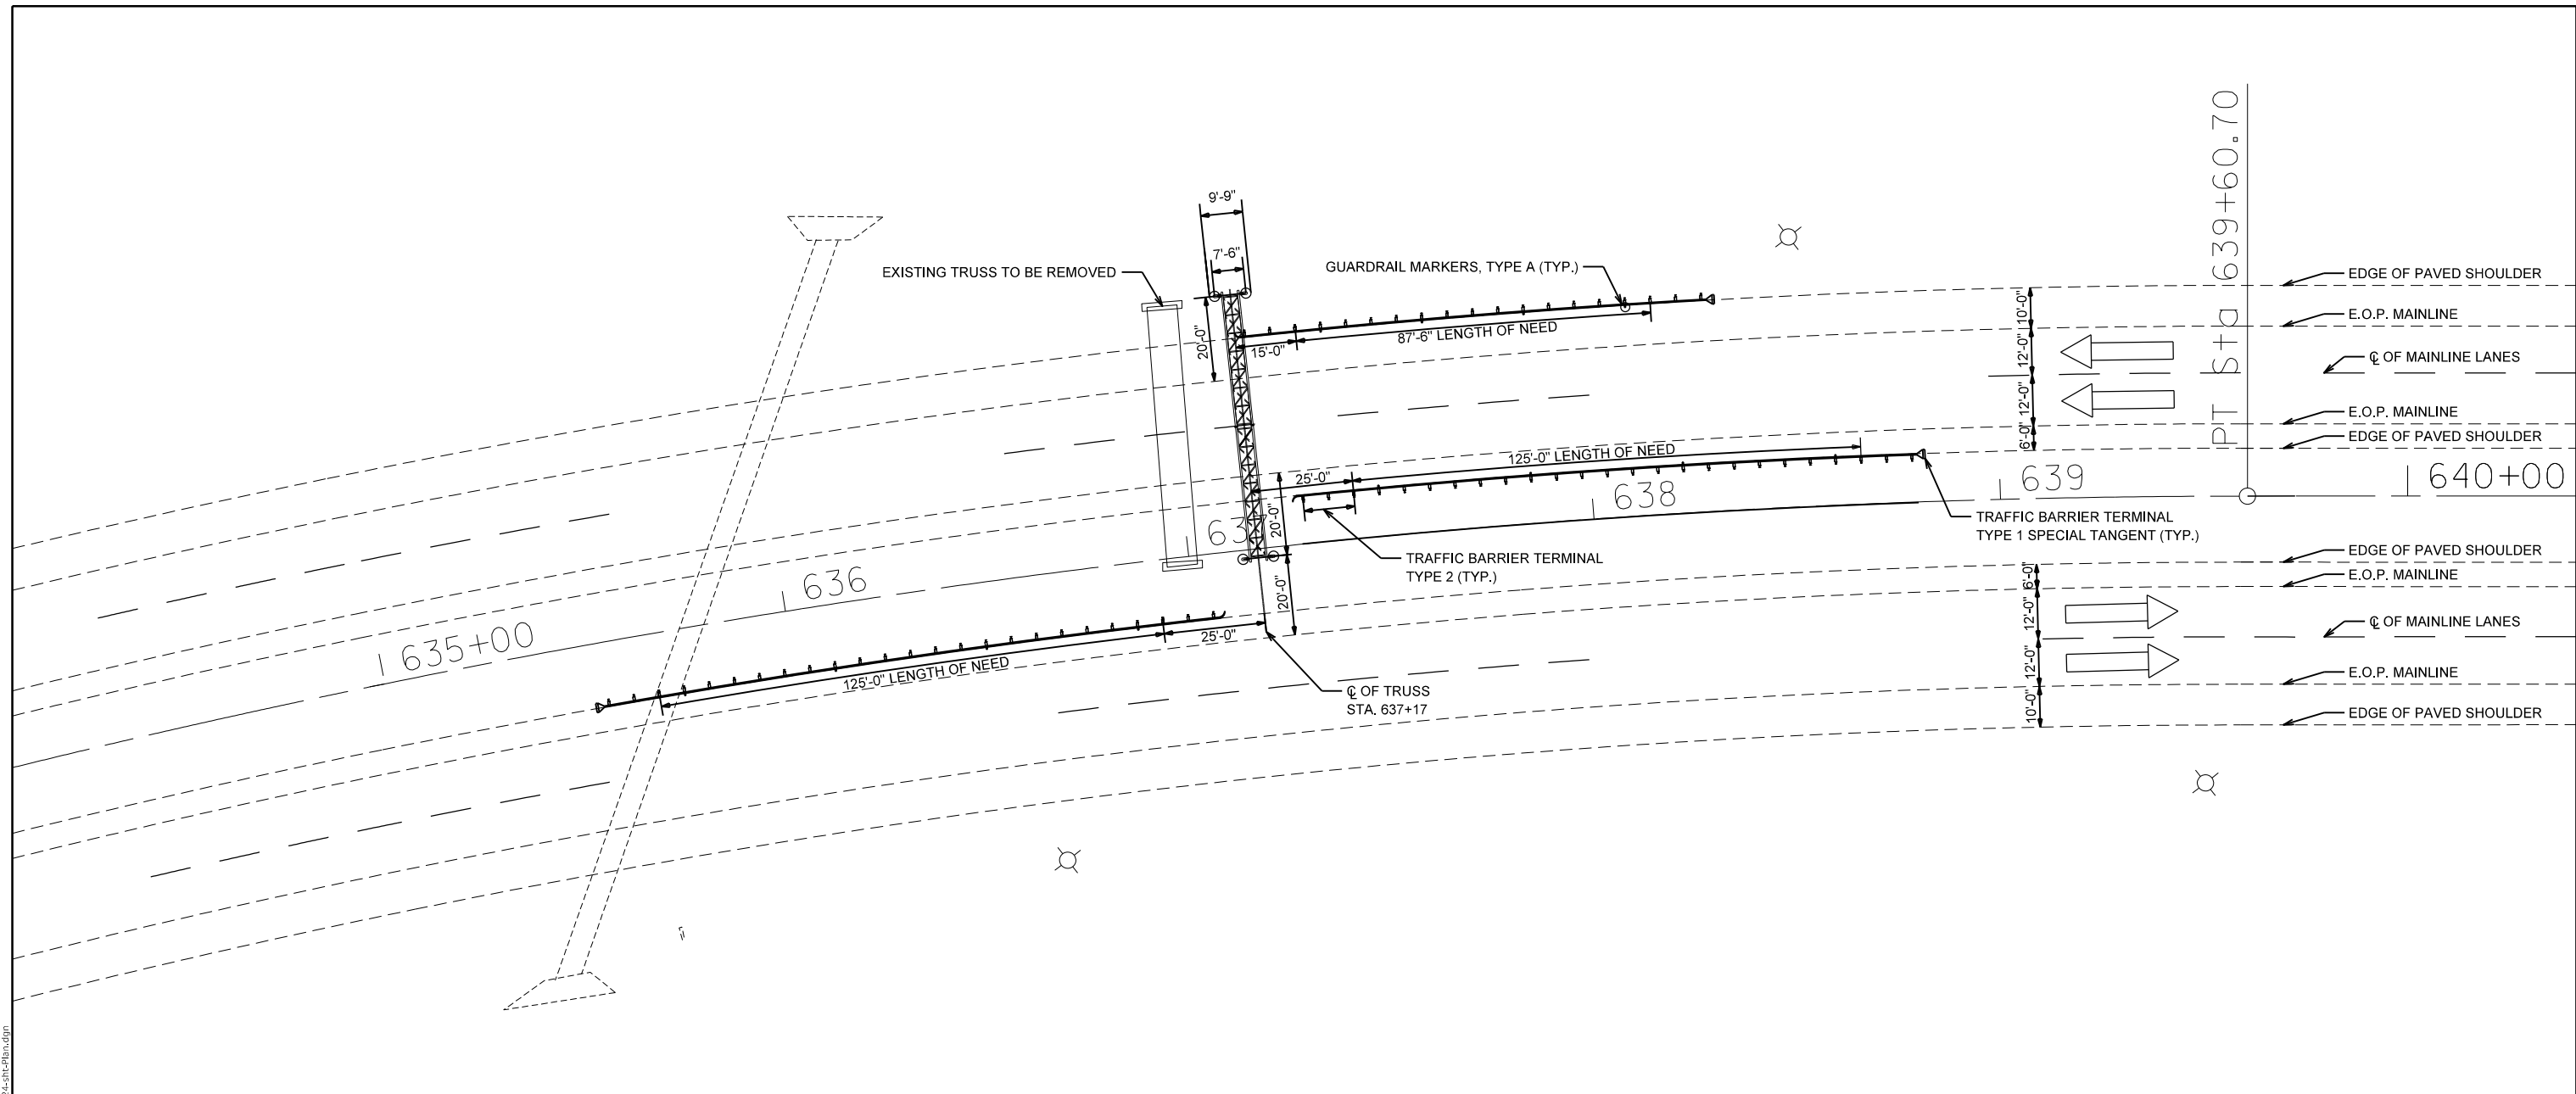 9'-9"
7'-6"
EXISTING TRUSS TO BE REMOVED
GUARDRAIL MARKERS, TYPE A (TYP.)
20'-0"
15'-0"
87'-6" LENGTH OF NEED
PT Sta 639+60.70
EDGE OF PAVED SHOULDER
10'-0"
E.O.P. MAINLINE
12'-0"
℄ OF MAINLINE LANES
12'-0"
E.O.P. MAINLINE
6'-0"
EDGE OF PAVED SHOULDER
125'-0" LENGTH OF NEED
25'-0"
20'-0"
638
639
640+00
TRAFFIC BARRIER TERMINAL
TYPE 1 SPECIAL TANGENT (TYP.)
TRAFFIC BARRIER TERMINAL
TYPE 2 (TYP.)
EDGE OF PAVED SHOULDER
6'-0"
E.O.P. MAINLINE
12'-0"
℄ OF MAINLINE LANES
12'-0"
E.O.P. MAINLINE
10'-0"
EDGE OF PAVED SHOULDER
20'-0"
636
635+00
25'-0"
125'-0" LENGTH OF NEED
℄ OF TRUSS
STA. 637+17
24-sht-Plan.dgn